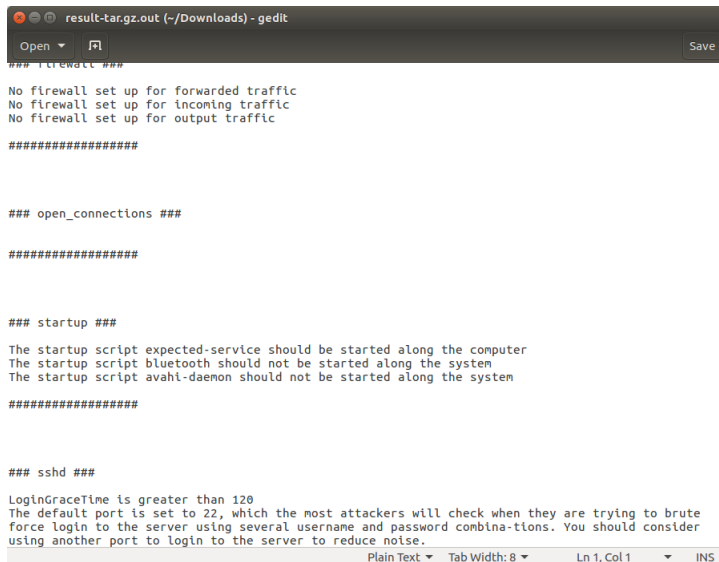 result-tar.gz.out (~/Downloads) - gedit
Open
Save
### firewall ###
No firewall set up for forwarded traffic
No firewall set up for incoming traffic
No firewall set up for output traffic
##################
### open_connections ###
##################
### startup ###
The startup script expected-service should be started along the computer
The startup script bluetooth should not be started along the system
The startup script avahi-daemon should not be started along the system
##################
### sshd ###
LoginGraceTime is greater than 120
The default port is set to 22, which the most attackers will check when they are trying to brute
force login to the server using several username and password combina-tions. You should consider
using another port to login to the server to reduce noise.
Plain Text Tab Width: 8 Ln 1, Col 1 INS